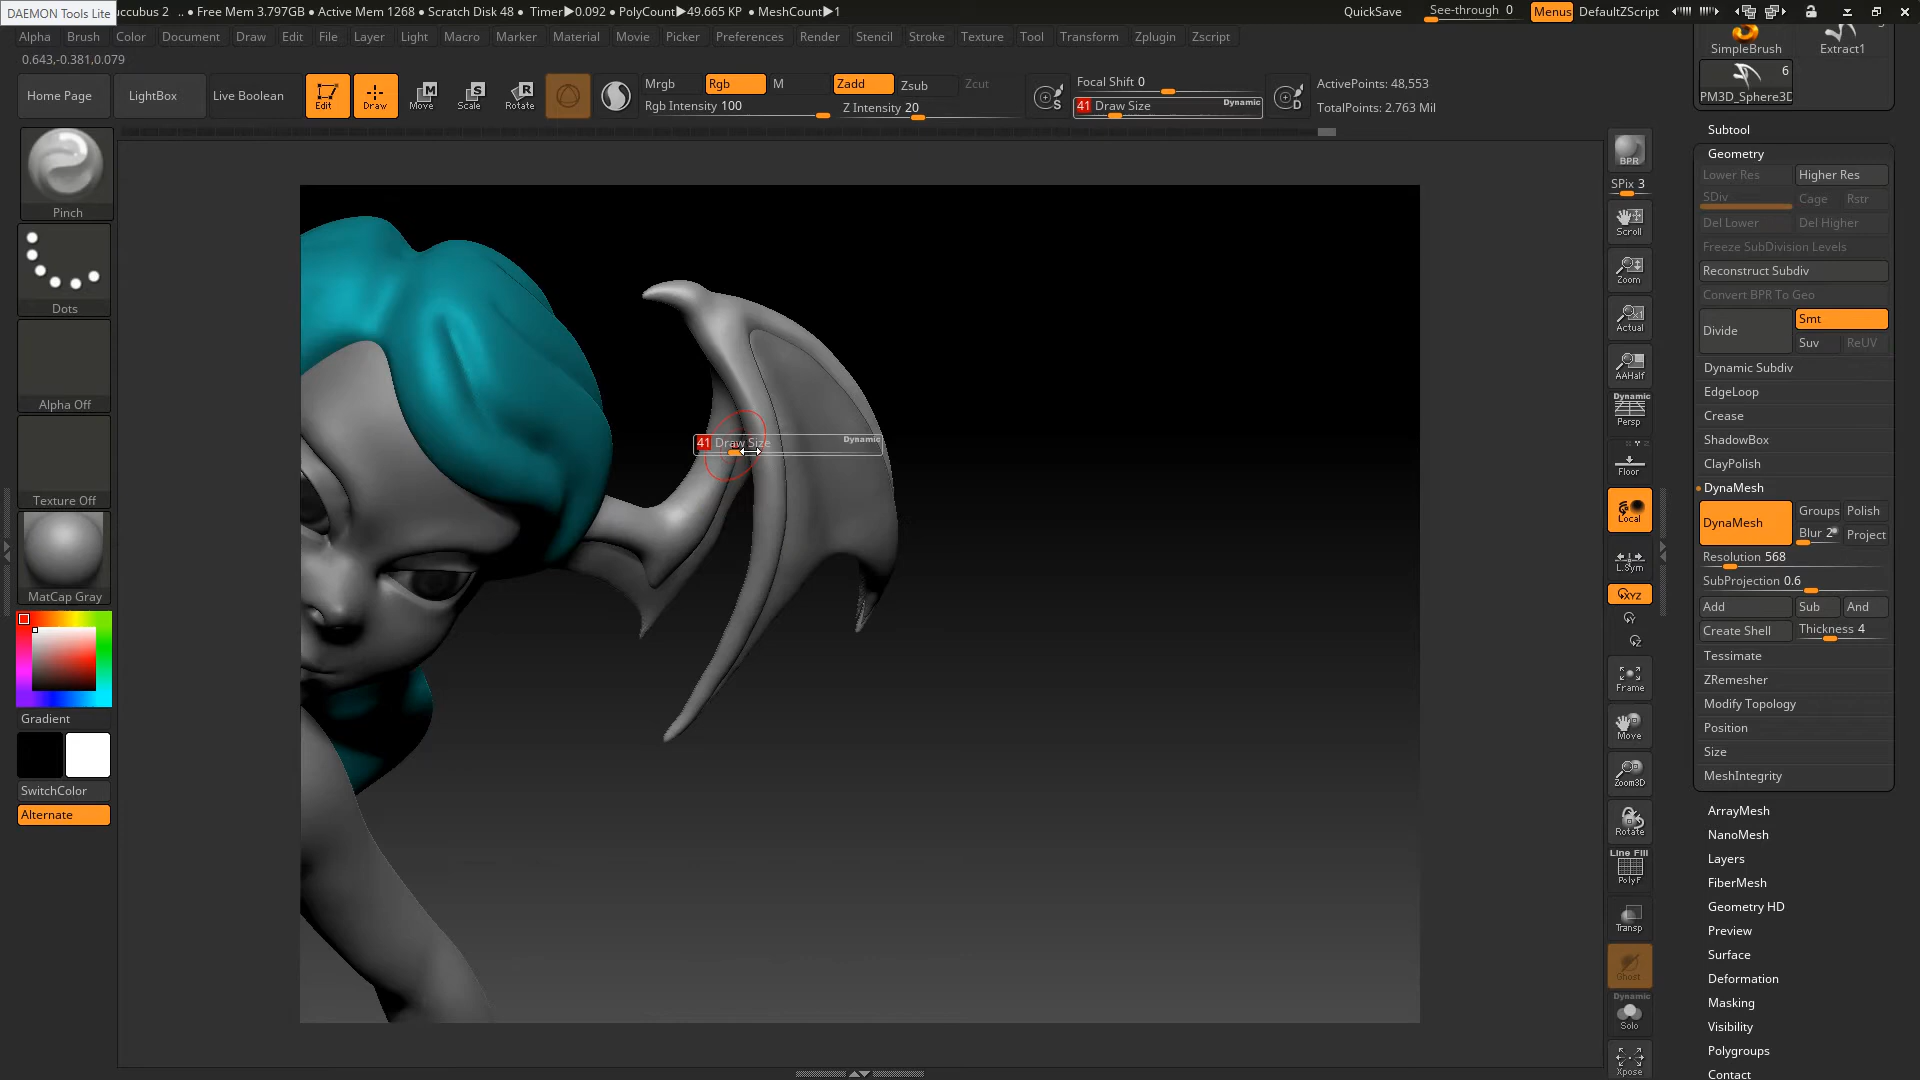 DAEMON Tools Lite
uccubus 2 .. ● Free Mem 3.797GB ● Active Mem 1268 ● Scratch Disk 48 ● Timer▶0.092 ● PolyCount▶49.665 KP ● MeshCount▶1
QuickSave See-through 0 Menus DefaultZScript
Alpha Brush Color Document Draw Edit File Layer Light Macro Marker Material Movie Picker Preferences Render Stencil Stroke Texture Tool Transform Zplugin Zscript
0.643,-0.381,0.079
Home Page LightBox Live Boolean Edit Draw Move Scale Rotate
Mrgb Rgb M Zadd Zsub Zcut
Rgb Intensity 100 Z Intensity 20
Focal Shift 0
41 Draw Size Dynamic
ActivePoints: 48,553
TotalPoints: 2.763 Mil
Pinch
Dots
Alpha Off
Texture Off
MatCap Gray
Gradient
SwitchColor
Alternate
41 Draw Size Dynamic
BPR
SPix 3
Scroll
Zoom
Actual
AAHalf
Dynamic
Persp
Floor
Local
L.Sym
XYZ
Frame
Move
Zoom3D
Rotate
Line Fill
PolyF
Transp
Ghost
Dynamic
Solo
Xpose
SimpleBrush Extract1
6
PM3D_Sphere3D
Subtool
Geometry
Lower Res Higher Res
SDiv Cage Rstr
Del Lower Del Higher
Freeze SubDivision Levels
Reconstruct Subdiv
Convert BPR To Geo
Divide Smt
Suv ReUV
Dynamic Subdiv
EdgeLoop
Crease
ShadowBox
ClayPolish
DynaMesh
DynaMesh Groups Polish
Blur 2 Project
Resolution 568
SubProjection 0.6
Add Sub And
Create Shell Thickness 4
Tessimate
ZRemesher
Modify Topology
Position
Size
MeshIntegrity
ArrayMesh
NanoMesh
Layers
FiberMesh
Geometry HD
Preview
Surface
Deformation
Masking
Visibility
Polygroups
Contact